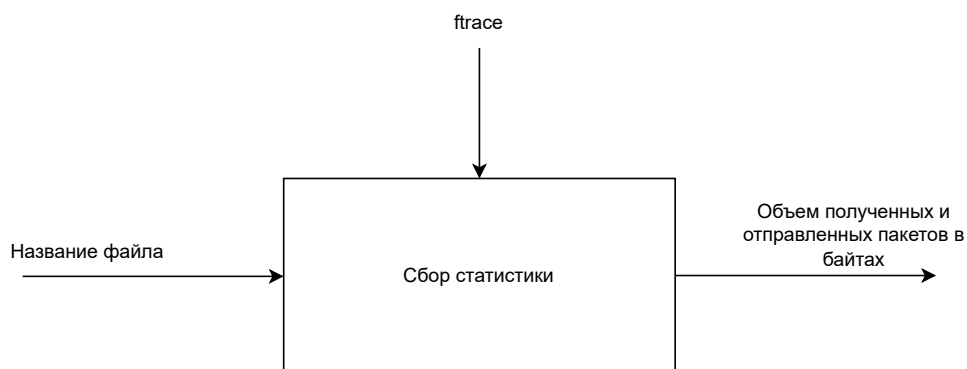 ftrace
Название файла
Сбор статистики
Объем полученных и
отправленных пакетов в
байтах